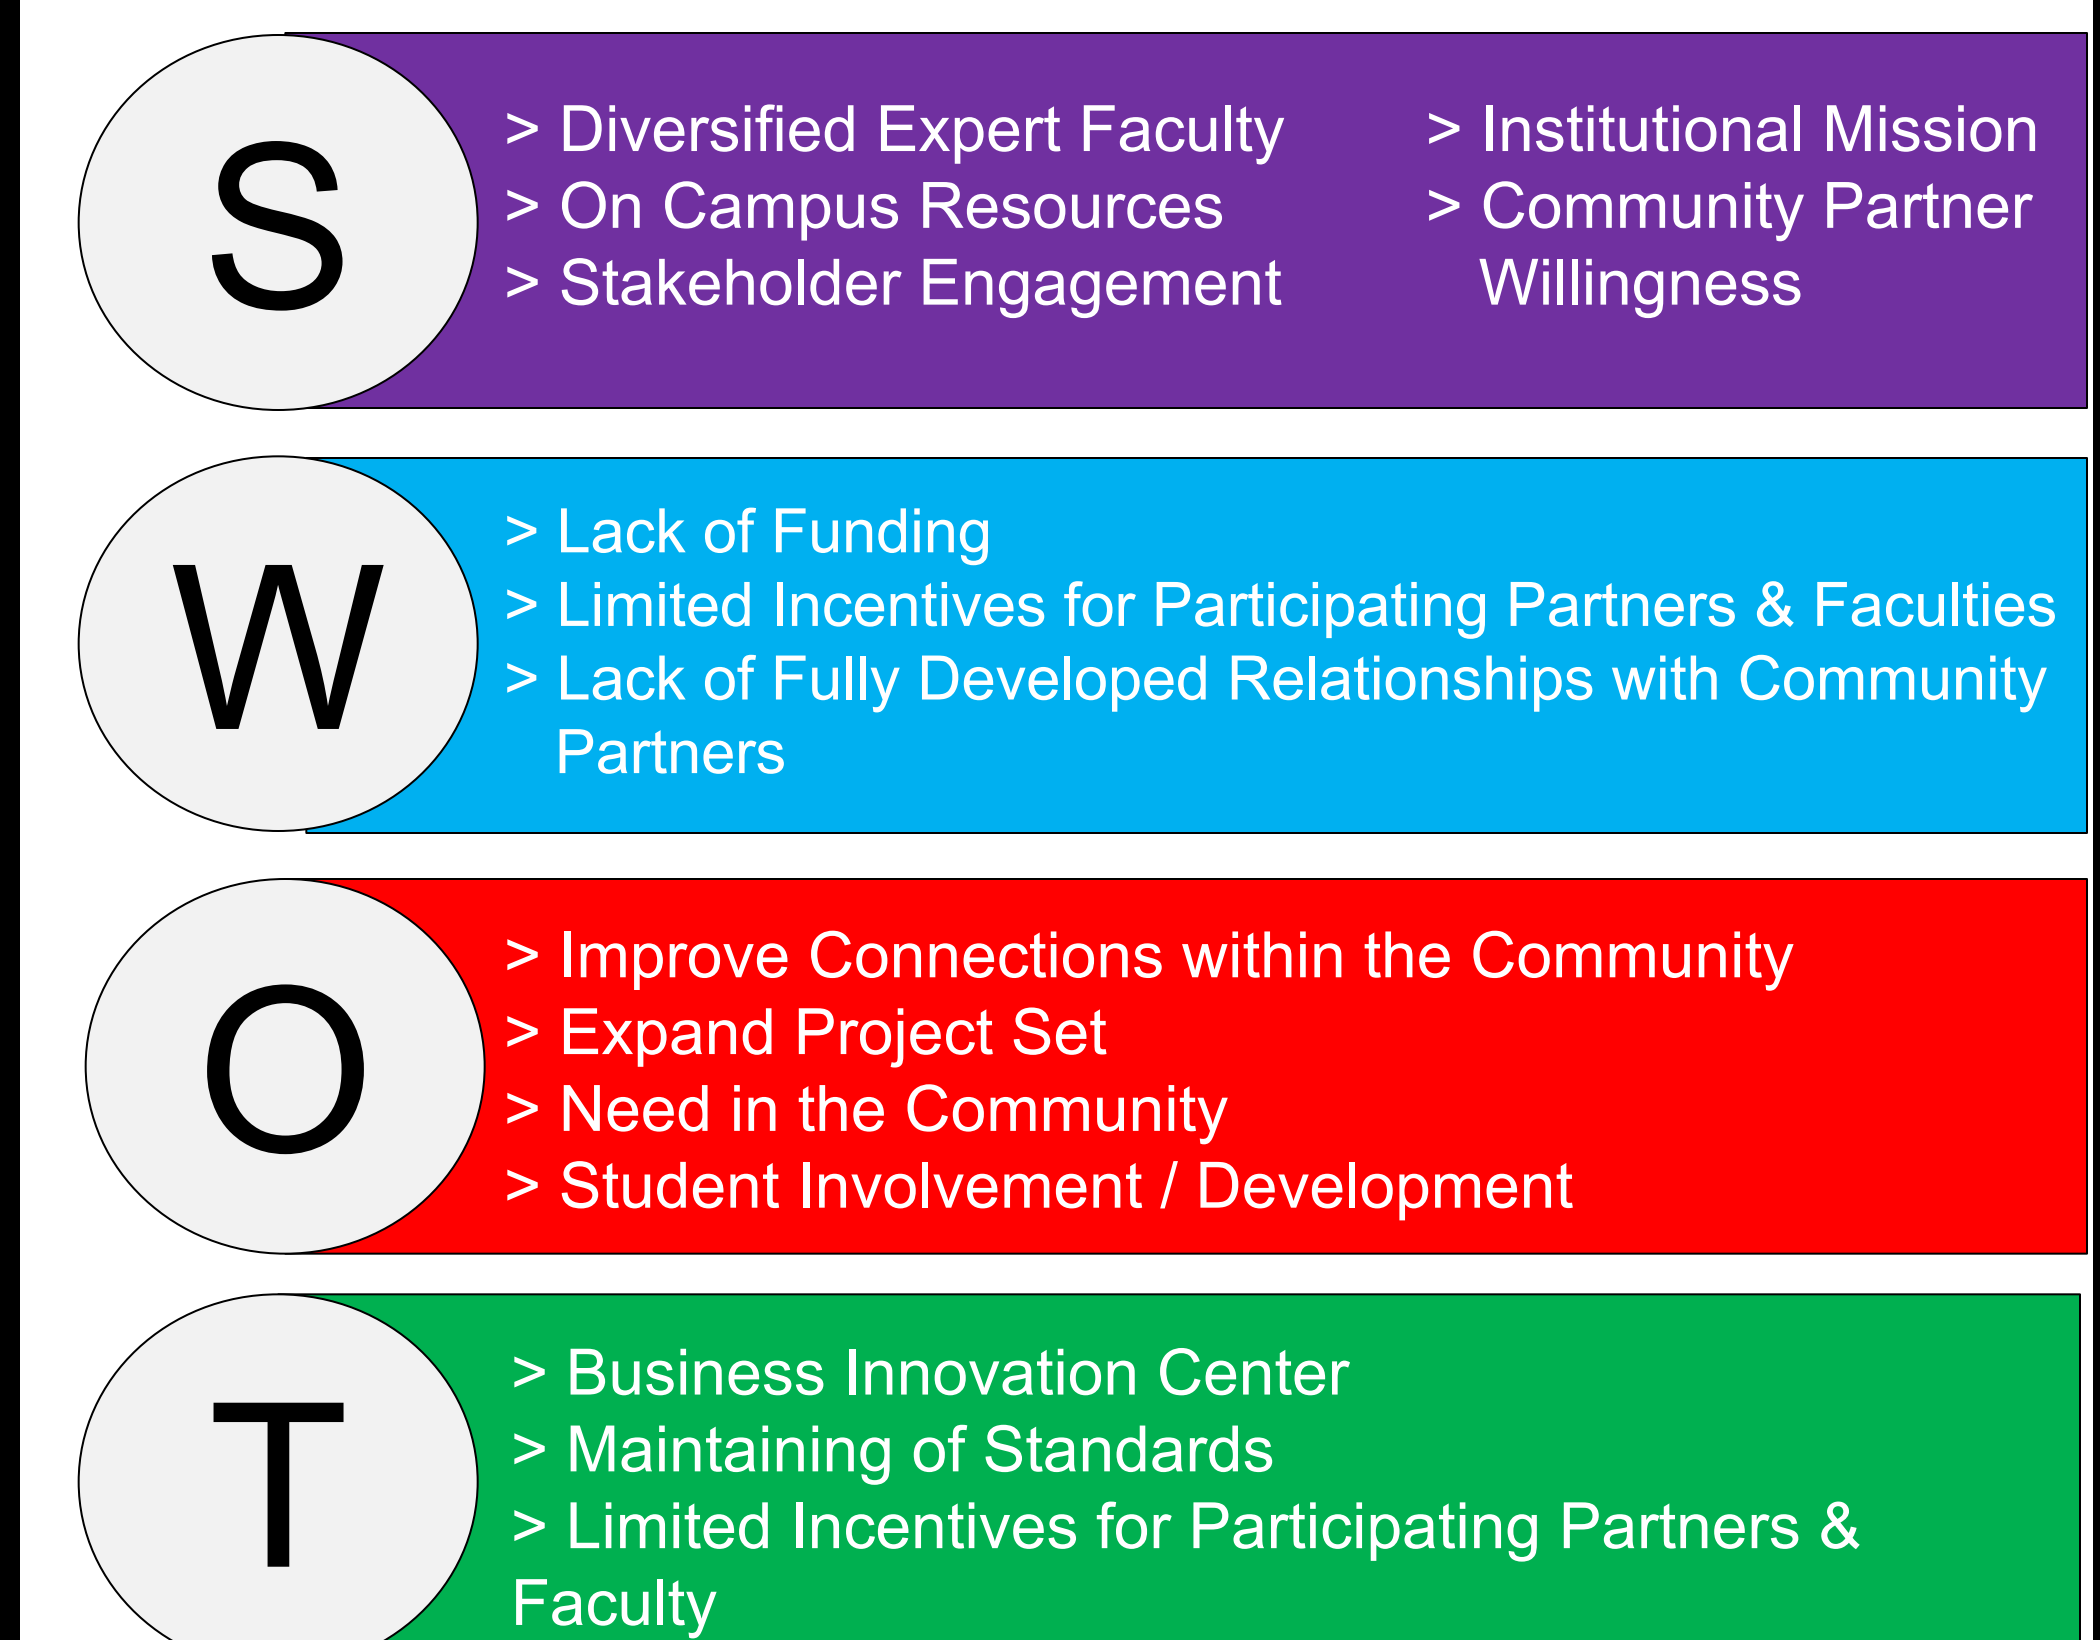 S
> Diversified Expert Faculty
> On Campus Resources
> Stakeholder Engagement
> Institutional Mission
> Community Partner
Willingness
W
> Lack of Funding
> Limited Incentives for Participating Partners & Faculties
> Lack of Fully Developed Relationships with Community
Partners
O
> Improve Connections within the Community
> Expand Project Set
> Need in the Community
> Student Involvement / Development
T
> Business Innovation Center
> Maintaining of Standards
> Limited Incentives for Participating Partners &
Faculty